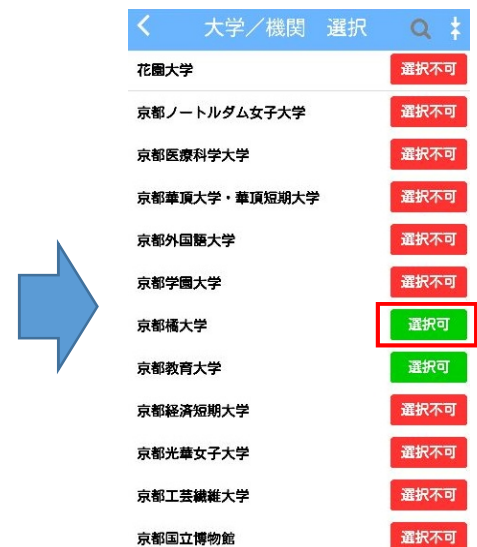 大学／機関　選択
花園大学 選択不可
京都ノートルダム女子大学 選択不可
京都医療科学大学 選択不可
京都華頂大学・華頂短期大学 選択不可
京都外国語大学 選択不可
京都学園大学 選択不可
京都橘大学 選択可
京都教育大学 選択可
京都経済短期大学 選択不可
京都光華女子大学 選択不可
京都工芸繊維大学 選択不可
京都国立博物館 選択不可